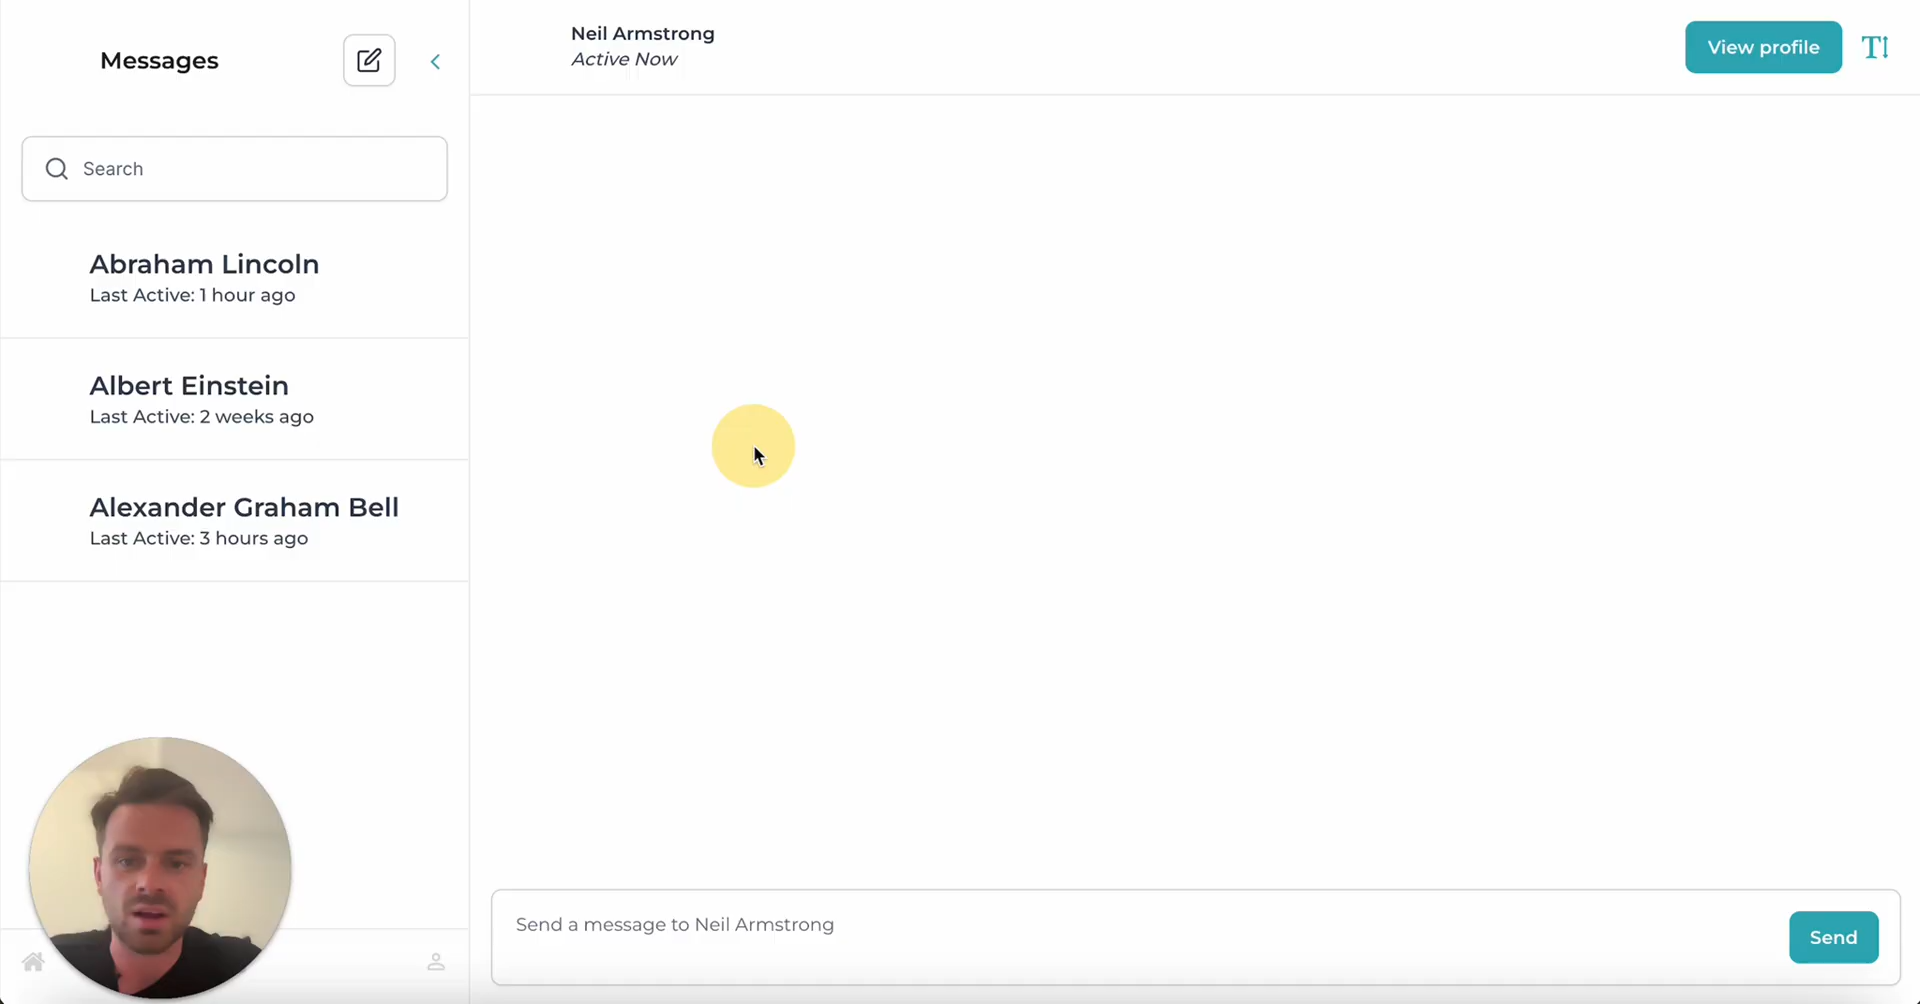 Messages
Search
Abraham Lincoln
Last Active: 1 hour ago
Albert Einstein
Last Active: 2 weeks ago
Alexander Graham Bell
Last Active: 3 hours ago
Neil Armstrong
Active Now
View profile
Send a message to Neil Armstrong
Send